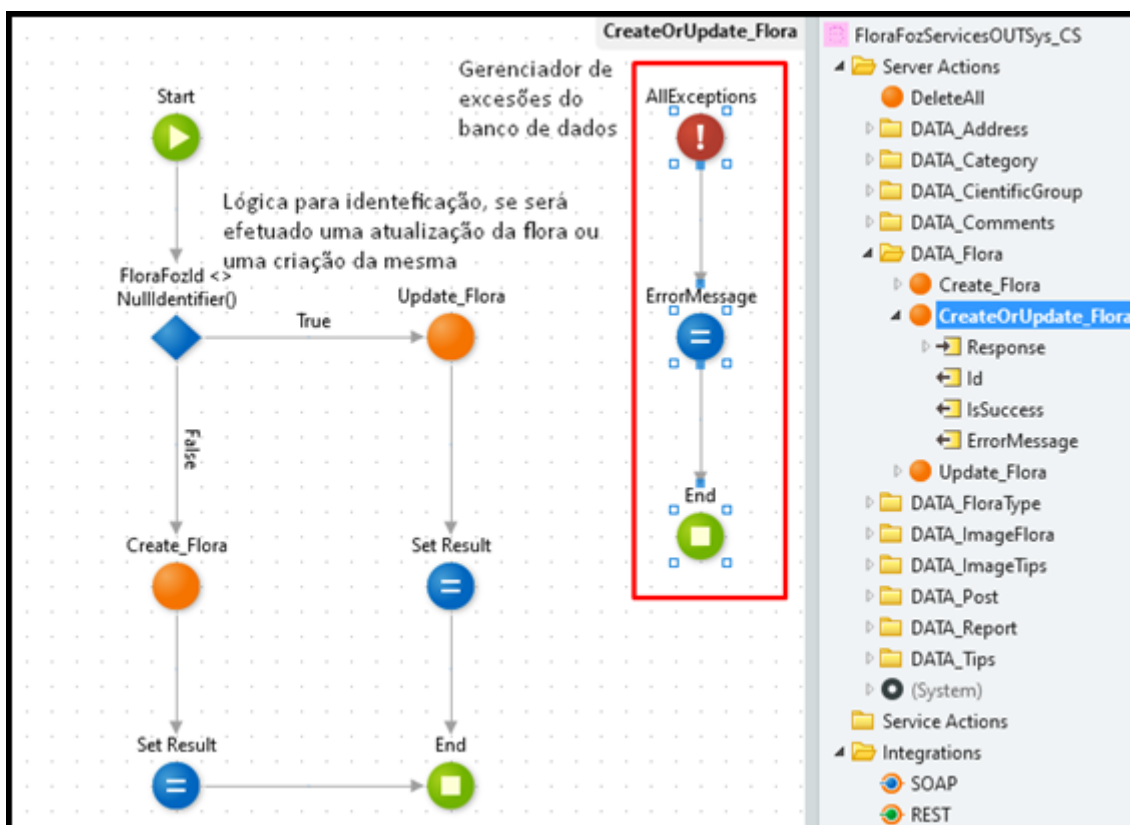 CreateOrUpdate_Flora
Gerenciador de
excesões do
banco de dados
AllExceptions
Start
Lógica para identeficação, se será
efetuado uma atualização da flora ou
uma criação da mesma
FloraFozId <>
NullIdentifier()
True
Update_Flora
ErrorMessage
False
End
Create_Flora
Set Result
Set Result
End
FloraFozServicesOUTSys_CS
Server Actions
DeleteAll
DATA_Address
DATA_Category
DATA_CientificGroup
DATA_Comments
DATA_Flora
Create_Flora
CreateOrUpdate_Flora
Response
Id
IsSuccess
ErrorMessage
Update_Flora
DATA_FloraType
DATA_ImageFlora
DATA_ImageTips
DATA_Post
DATA_Report
DATA_Tips
(System)
Service Actions
Integrations
SOAP
REST